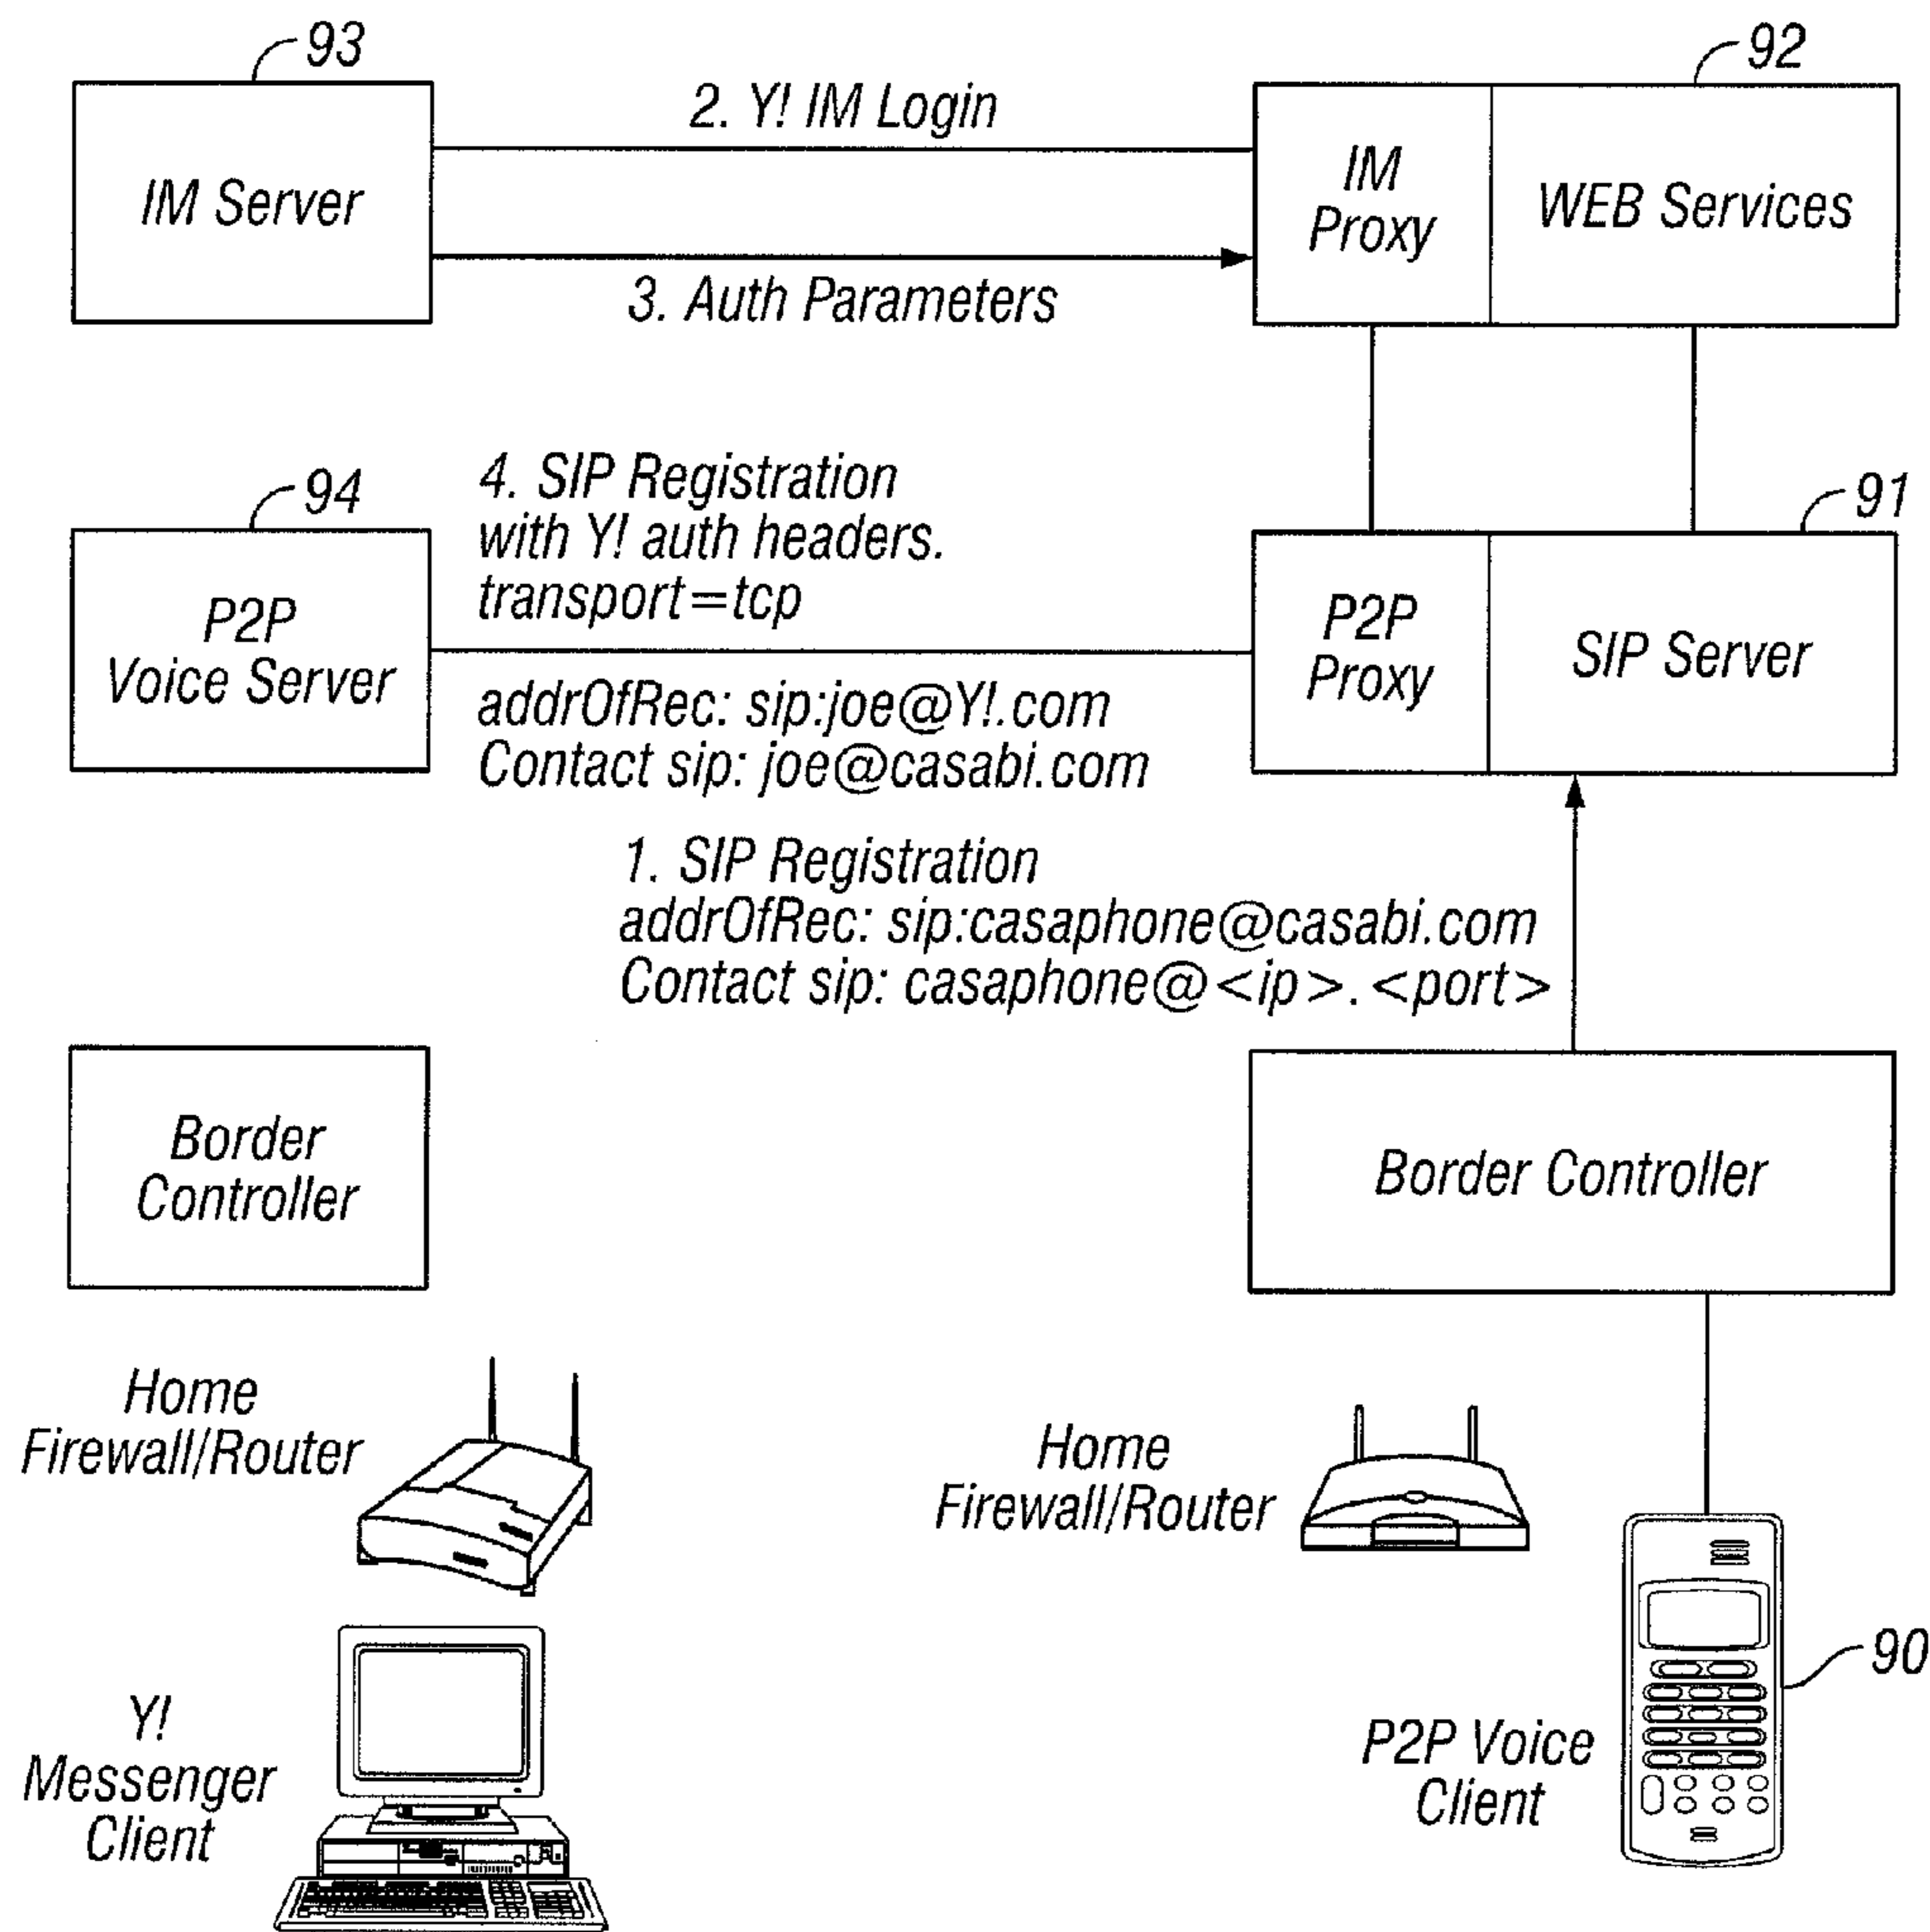 93
92
2. Y! IM Login
IM Server
IM
Proxy
WEB Services
3. Auth Parameters
94
4. SIP Registration
with Y! auth headers.
transport=tcp
91
P2P
Voice Server
P2P
Proxy
SIP Server
addrOfRec: sip:joe@Y!.com
Contact sip: joe@casabi.com
1. SIP Registration
addrOfRec: sip:casaphone@casabi.com
Contact sip: casaphone@<ip>.<port>
Border
Controller
Border Controller
Home
Firewall/Router
Home
Firewall/Router
90
Y!
Messenger
Client
P2P Voice
Client